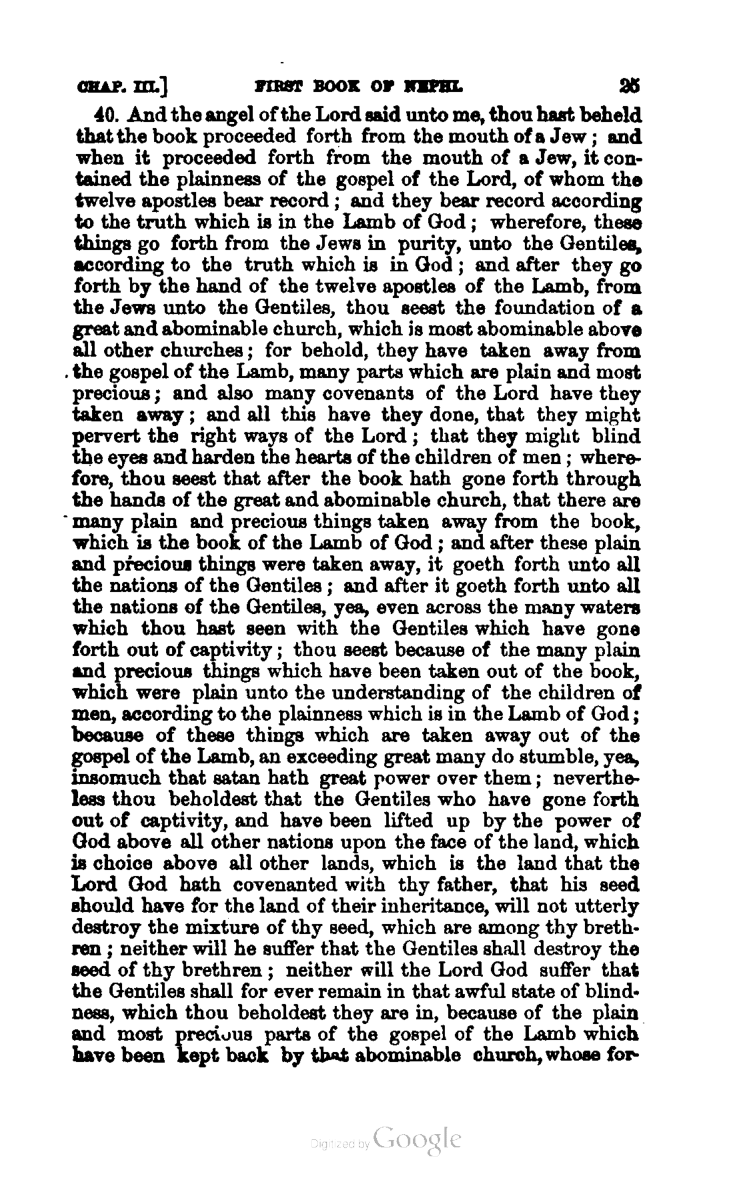 CHAP. III.] FIRST BOOK OF NEPHI. 25
40. And the angel of the Lord said unto me, thou hast beheld
that the book proceeded forth from the mouth of a Jew; and
when it proceeded forth from the mouth of a Jew, it con-
tained the plainness of the gospel of the Lord, of whom the
twelve apostles bear record; and they bear record according
to the truth which is in the Lamb of God; wherefore, these
things go forth from the Jews in purity, unto the Gentiles,
according to the truth which is in God; and after they go
forth by the hand of the twelve apostles of the Lamb, from
the Jews unto the Gentiles, thou seest the foundation of a
great and abominable church, which is most abominable above
all other churches; for behold, they have taken away from
the gospel of the Lamb, many parts which are plain and most
precious; and also many covenants of the Lord have they
taken away; and all this have they done, that they might
pervert the right ways of the Lord; that they might blind
the eyes and harden the hearts of the children of men; where-
fore, thou seest that after the book hath gone forth through
the hands of the great and abominable church, that there are
many plain and precious things taken away from the book,
which is the book of the Lamb of God; and after these plain
and precious things were taken away, it goeth forth unto all
the nations of the Gentiles; and after it goeth forth unto all
the nations of the Gentiles, yea, even across the many waters
which thou hast seen with the Gentiles which have gone
forth out of captivity; thou seest because of the many plain
and precious things which have been taken out of the book,
which were plain unto the understanding of the children of
men, according to the plainness which is in the Lamb of God;
because of these things which are taken away out of the
gospel of the Lamb, an exceeding great many do stumble, yea,
insomuch that satan hath great power over them; neverthe-
less thou beholdest that the Gentiles who have gone forth
out of captivity, and have been lifted up by the power of
God above all other nations upon the face of the land, which
is choice above all other lands, which is the land that the
Lord God hath covenanted with thy father, that his seed
should have for the land of their inheritance, will not utterly
destroy the mixture of thy seed, which are among thy breth-
ren; neither will he suffer that the Gentiles shall destroy the
seed of thy brethren; neither will the Lord God suffer that
the Gentiles shall for ever remain in that awful state of blind-
ness, which thou beholdest they are in, because of the plain
and most precious parts of the gospel of the Lamb which
have been kept back by that abominable church, whose for-
Digitized by Google